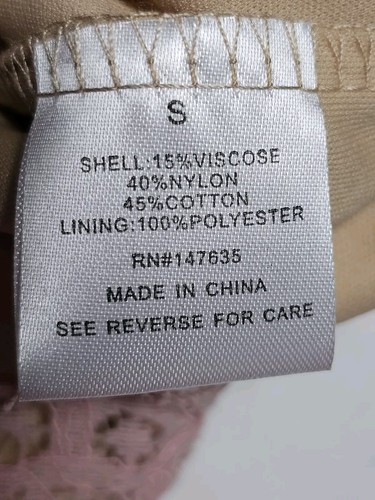 S
SHELL:15%VISCOSE
40%NYLON
45%COTTON
LINING:100%POLYESTER
RN#147635
MADE IN CHINA
SEE REVERSE FOR CARE